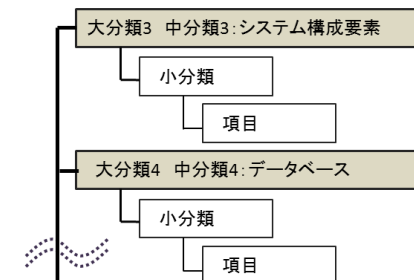 大分類3 中分類3:システム構成要素
小分類
項目
大分類4 中分類4:データベース
小分類
項目